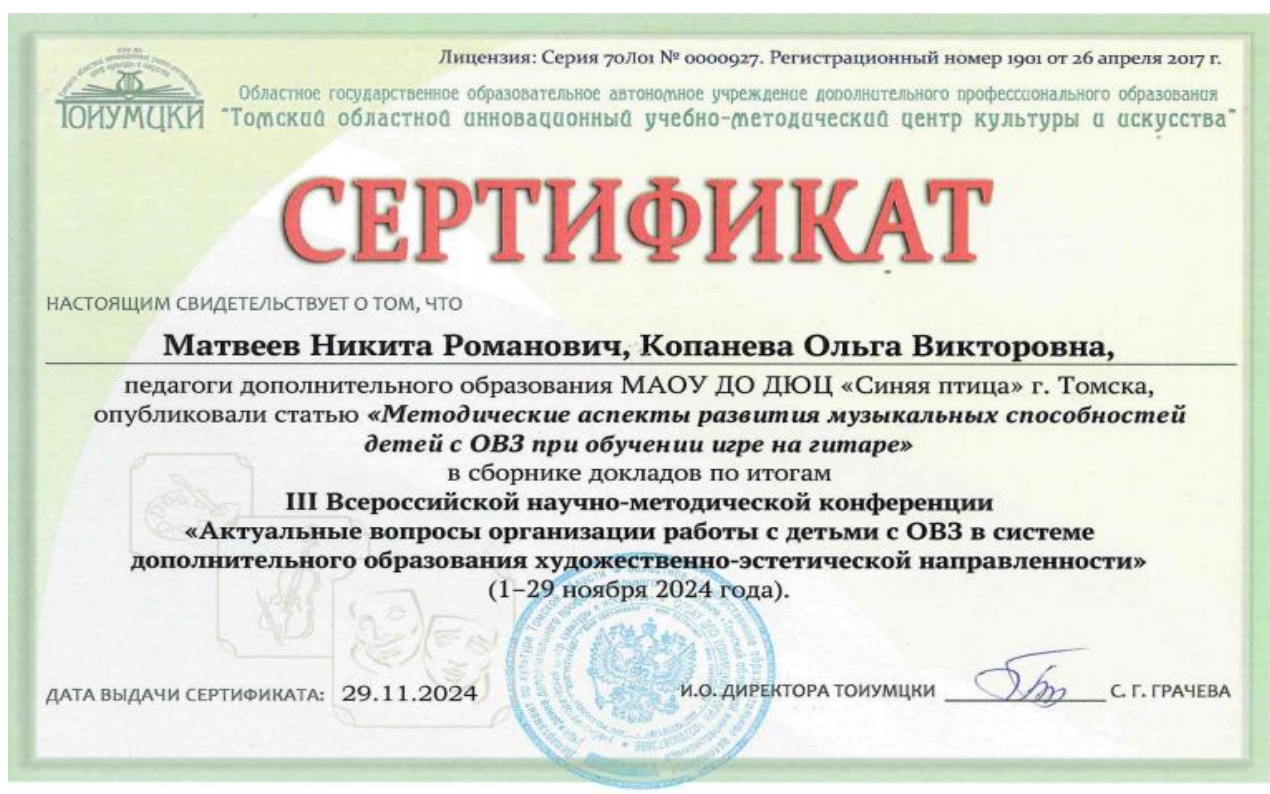 Лицензия: Серия 70Л01 № 0000927. Регистрационный номер 1901 от 26 апреля 2017 г.
Областное государственное образовательное автономное учреждение дополнительного профессионального образования
ТОИУМЦКИ "Томский областной инновационный учебно-методический центр культуры и искусства"
СЕРТИФИКАТ
НАСТОЯЩИМ СВИДЕТЕЛЬСТВУЕТ О ТОМ, ЧТО
Матвеев Никита Романович, Копанева Ольга Викторовна,
педагоги дополнительного образования МАОУ ДО ДЮЦ «Синяя птица» г. Томска,
опубликовали статью «Методические аспекты развития музыкальных способностей
детей с ОВЗ при обучении игре на гитаре»
в сборнике докладов по итогам
III Всероссийской научно-методической конференции
«Актуальные вопросы организации работы с детьми с ОВЗ в системе
дополнительного образования художественно-эстетической направленности»
(1–29 ноября 2024 года).
ДАТА ВЫДАЧИ СЕРТИФИКАТА: 29.11.2024
И.О. ДИРЕКТОРА ТОИУМЦКИ С. Г. ГРАЧЕВА